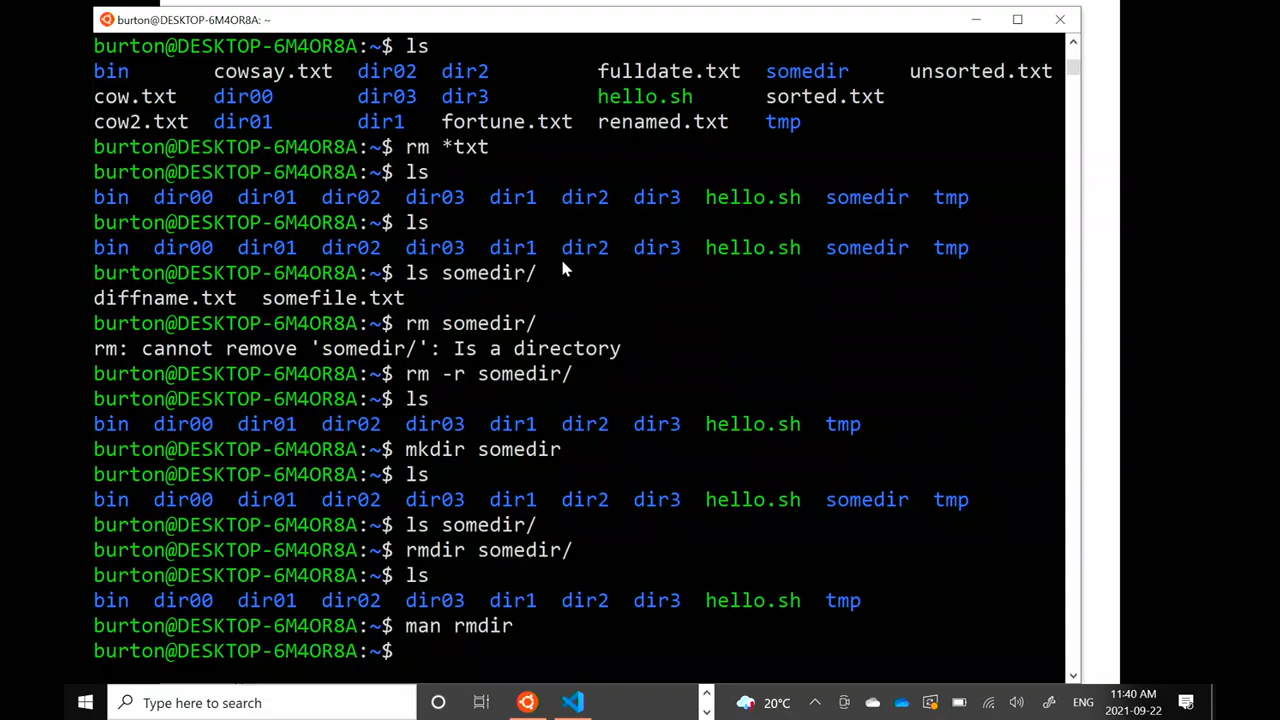 burton@DESKTOP-6M4OR8A: ~
burton@DESKTOP-6M4OR8A:~$ ls
bin cowsay.txt dir02 dir2 fulldate.txt somedir unsorted.txt
cow.txt dir00 dir03 dir3 hello.sh sorted.txt
cow2.txt dir01 dir1 fortune.txt renamed.txt tmp
burton@DESKTOP-6M4OR8A:~$ rm *txt
burton@DESKTOP-6M4OR8A:~$ ls
bin dir00 dir01 dir02 dir03 dir1 dir2 dir3 hello.sh somedir tmp
burton@DESKTOP-6M4OR8A:~$ ls
bin dir00 dir01 dir02 dir03 dir1 dir2 dir3 hello.sh somedir tmp
burton@DESKTOP-6M4OR8A:~$ ls somedir/
diffname.txt somefile.txt
burton@DESKTOP-6M4OR8A:~$ rm somedir/
rm: cannot remove 'somedir/': Is a directory
burton@DESKTOP-6M4OR8A:~$ rm -r somedir/
burton@DESKTOP-6M4OR8A:~$ ls
bin dir00 dir01 dir02 dir03 dir1 dir2 dir3 hello.sh tmp
burton@DESKTOP-6M4OR8A:~$ mkdir somedir
burton@DESKTOP-6M4OR8A:~$ ls
bin dir00 dir01 dir02 dir03 dir1 dir2 dir3 hello.sh somedir tmp
burton@DESKTOP-6M4OR8A:~$ ls somedir/
burton@DESKTOP-6M4OR8A:~$ rmdir somedir/
burton@DESKTOP-6M4OR8A:~$ ls
bin dir00 dir01 dir02 dir03 dir1 dir2 dir3 hello.sh tmp
burton@DESKTOP-6M4OR8A:~$ man rmdir
burton@DESKTOP-6M4OR8A:~$
Type here to search
20°C
ENG
11:40 AM
2021-09-22